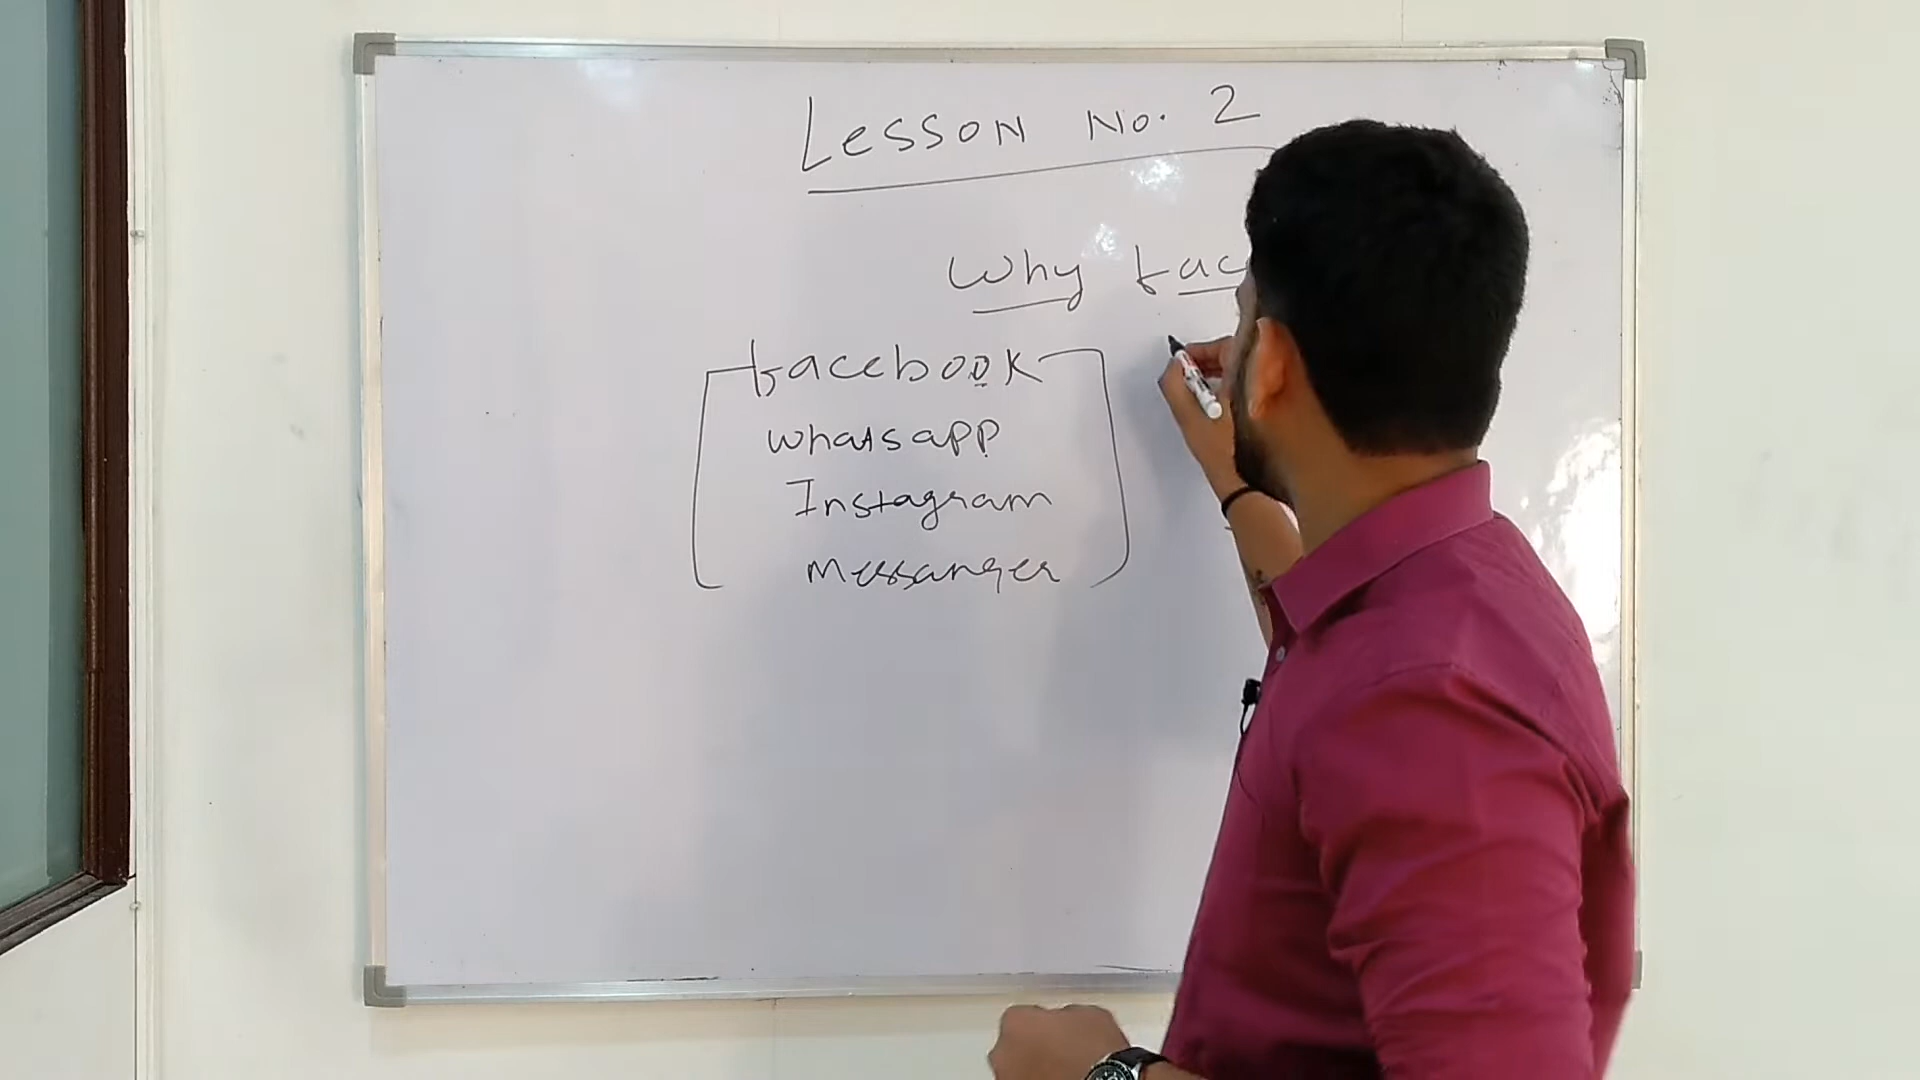 Lesson No. 2
Why fac
facebook
whatsapp
Instagram
messanger